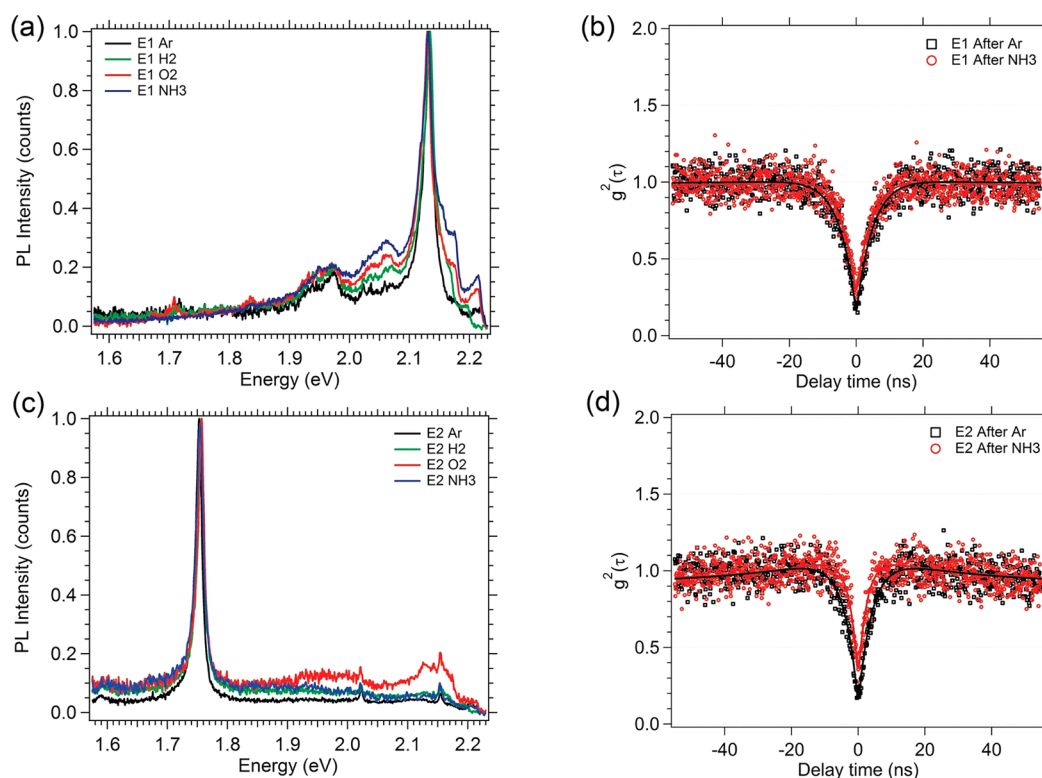 (a)
E1 Ar
E1 H2
E1 O2
E1 NH3
1.0
0.8
0.6
0.4
0.2
0.0
PL Intensity (counts)
1.6 1.7 1.8 1.9 2.0 2.1 2.2
Energy (eV)
(b)
E1 After Ar
E1 After NH3
2.0
1.5
1.0
0.5
0.0
g²(τ)
-40 -20 0 20 40
Delay time (ns)
(c)
E2 Ar
E2 H2
E2 O2
E2 NH3
1.0
0.8
0.6
0.4
0.2
0.0
PL Intensity (counts)
1.6 1.7 1.8 1.9 2.0 2.1 2.2
Energy (eV)
(d)
E2 After Ar
E2 After NH3
2.0
1.5
1.0
0.5
0.0
g²(τ)
-40 -20 0 20 40
Delay time (ns)